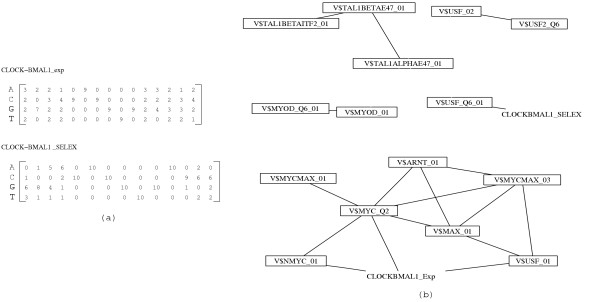 CLOCK-BMAL1_exp
A 3 2 2 1 0 9 0 0 0 0 3 3 2 1 2
C 2 0 3 4 9 0 9 0 0 0 2 2 2 3 4
G 2 7 2 2 0 0 0 9 0 9 2 4 3 3 2
T 2 0 2 2 0 0 0 0 9 0 2 0 2 2 1
CLOCK-BMAL1_SELEX
A 0 1 5 6 0 10 0 0 0 0 10 0 2 0
C 1 0 0 2 10 0 10 0 0 0 0 9 6 6
G 6 8 4 1 0 0 0 10 0 10 0 1 0 2
T 3 1 1 1 0 0 0 0 10 0 0 0 2 2
(a)
V$TAL1BETAE47_01
V$TAL1BETAITF2_01
V$TAL1ALPHAE47_01
V$USF_02
V$USF2_Q6
V$MYOD_Q6_01
V$MYOD_01
V$USF_Q6_01
CLOCKBMAL1_SELEX
V$ARNT_01
V$MYCMAX_01
V$MYCMAX_03
V$MYC_Q2
V$MAX_01
V$NMYC_01
V$USF_01
CLOCKBMAL1_Exp
(b)